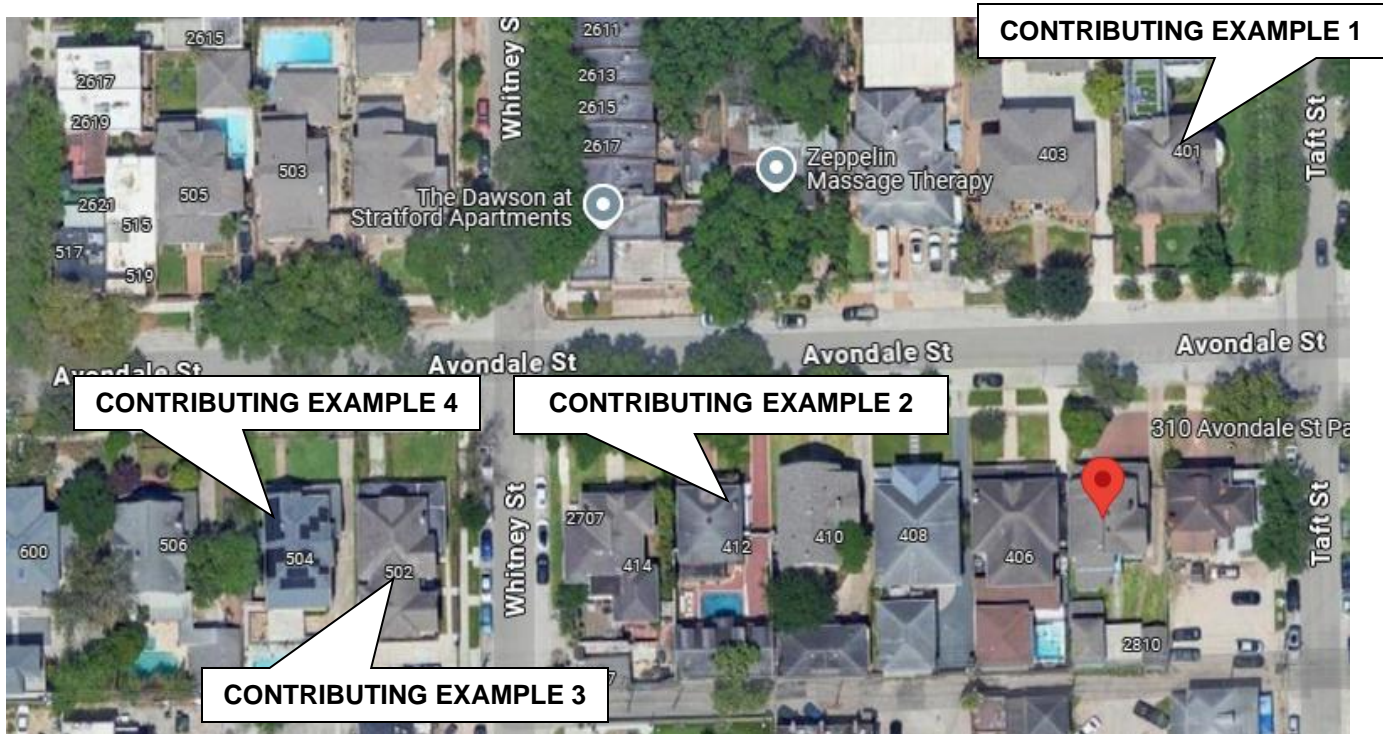 CONTRIBUTING EXAMPLE 1
2615
2617
2619
2621
515
517
519
505
503
Whitney S
2611
2613
2615
2617
The Dawson at
Stratford Apartments
Zeppelin
Massage Therapy
403
401
Taft St
Avondale St
Avondale St
Avondale St
Avondale St
CONTRIBUTING EXAMPLE 4
CONTRIBUTING EXAMPLE 2
310 Avondale St Pa
600
506
504
502
Whitney St
2707
414
412
410
408
406
2810
Taft St
CONTRIBUTING EXAMPLE 3
7